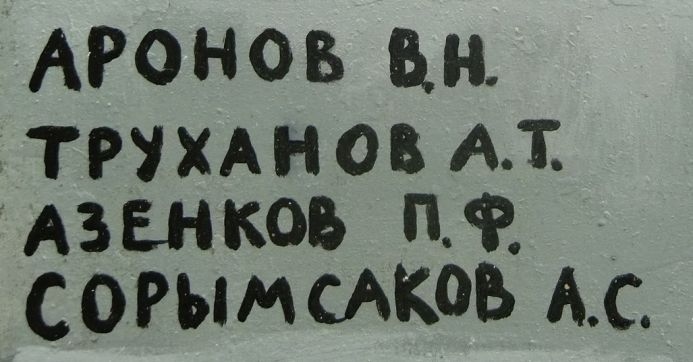 АРОНОВ В.Н.
ТРУХАНОВ А.Т.
АЗЕНКОВ П.Ф.
СОРЫМСАКОВ А.С.